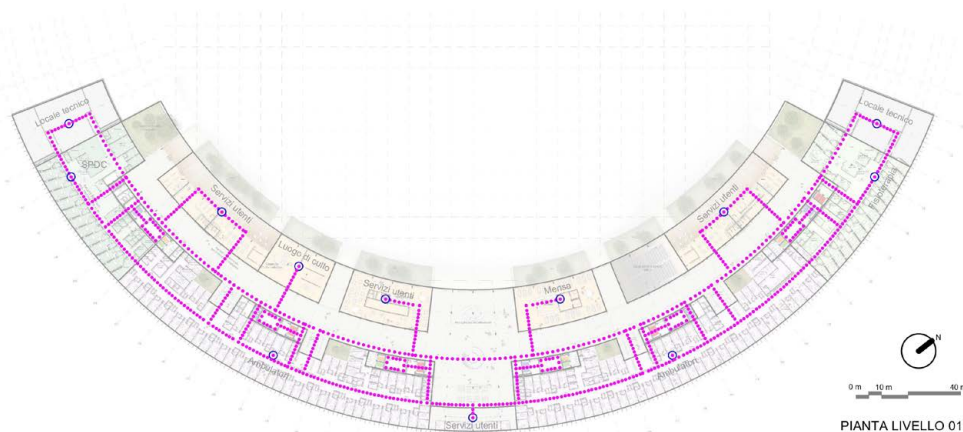 Locale tecnico
Locale tecnico
SPDC
Fisioterapia
Servizi utenti
Servizi utenti
Luogo di culto
Servizi utenti
Mensa
Ambulatori
Ambulatori
Servizi utenti
N
0 m 10 m 40 m
PIANTA LIVELLO 01